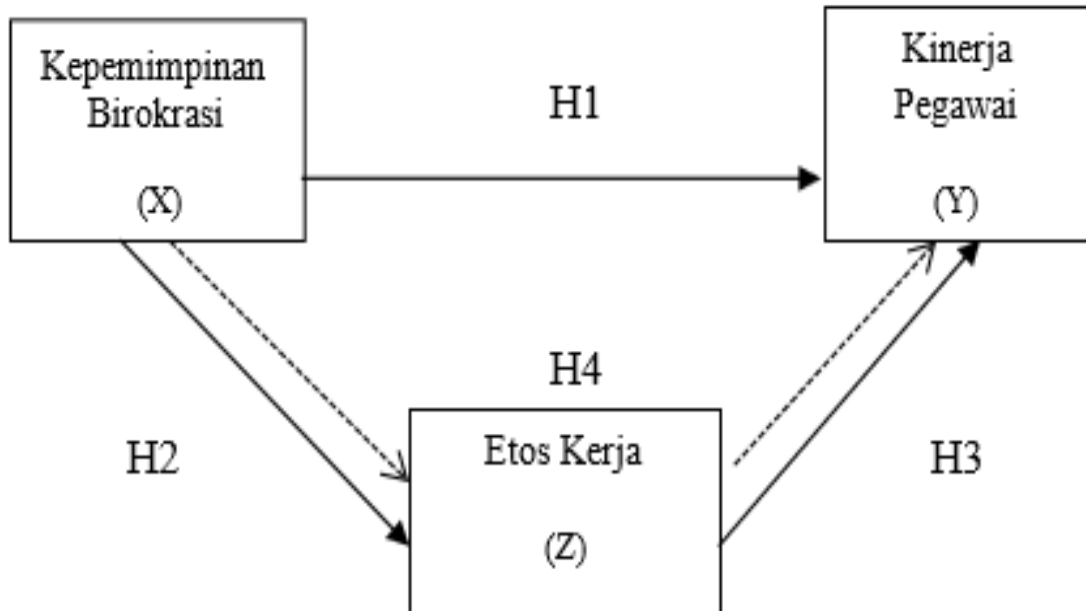 Kepemimpinan
Birokrasi
(X)
H1
Kinerja
Pegawai
(Y)
H2
H4
H3
Etos Kerja
(Z)